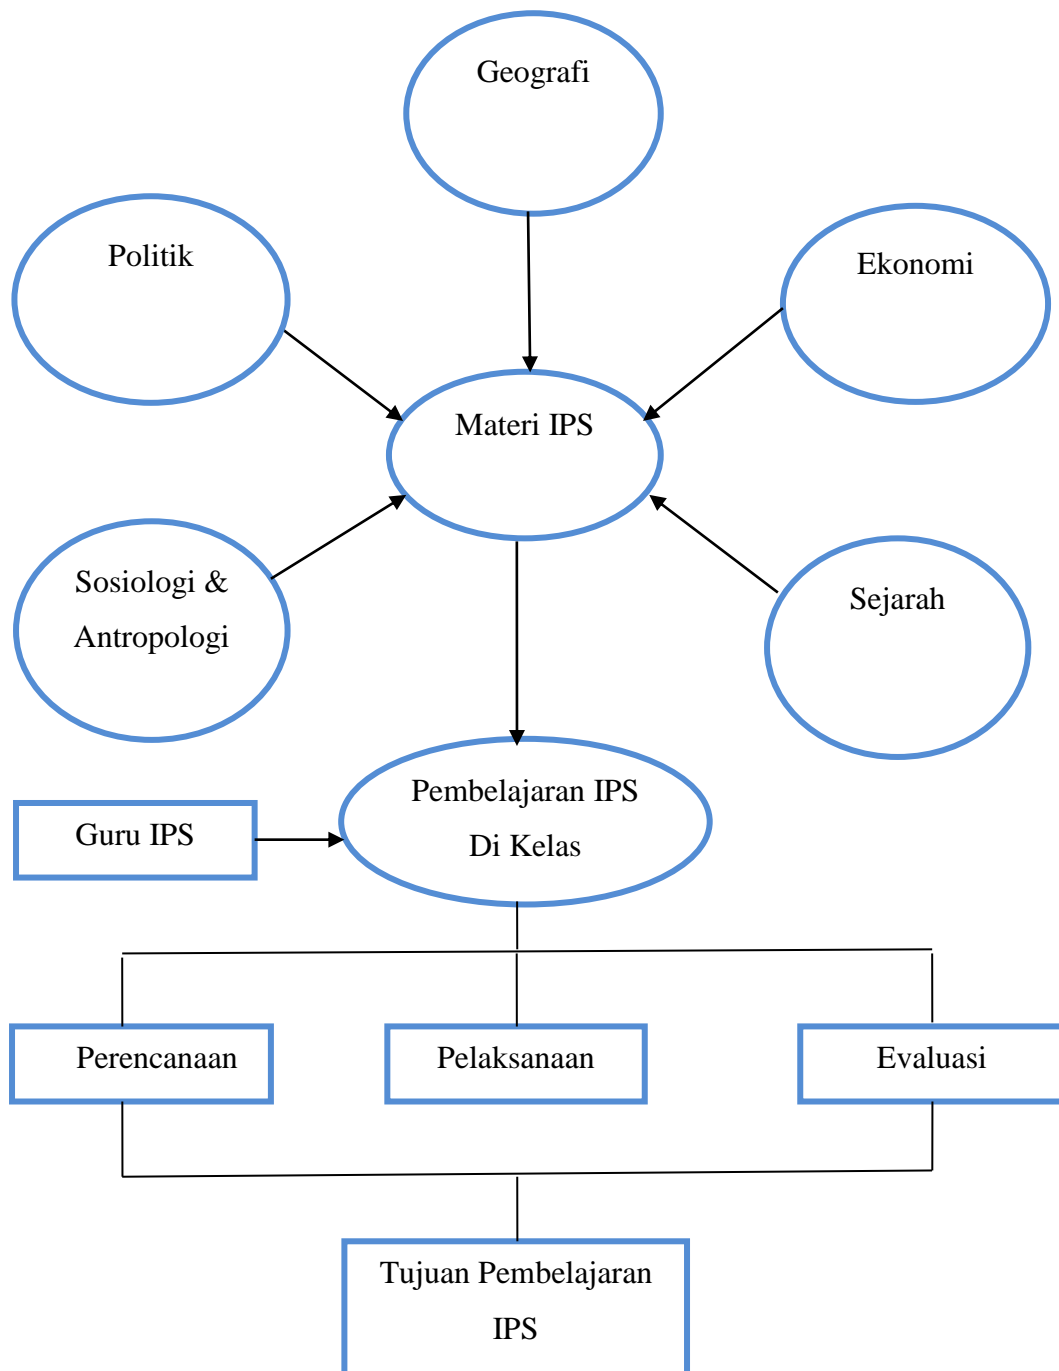 Geografi
Politik
Ekonomi
Materi IPS
Sosiologi &
Antropologi
Sejarah
Pembelajaran IPS
Di Kelas
Guru IPS
Perencanaan
Pelaksanaan
Evaluasi
Tujuan Pembelajaran
IPS